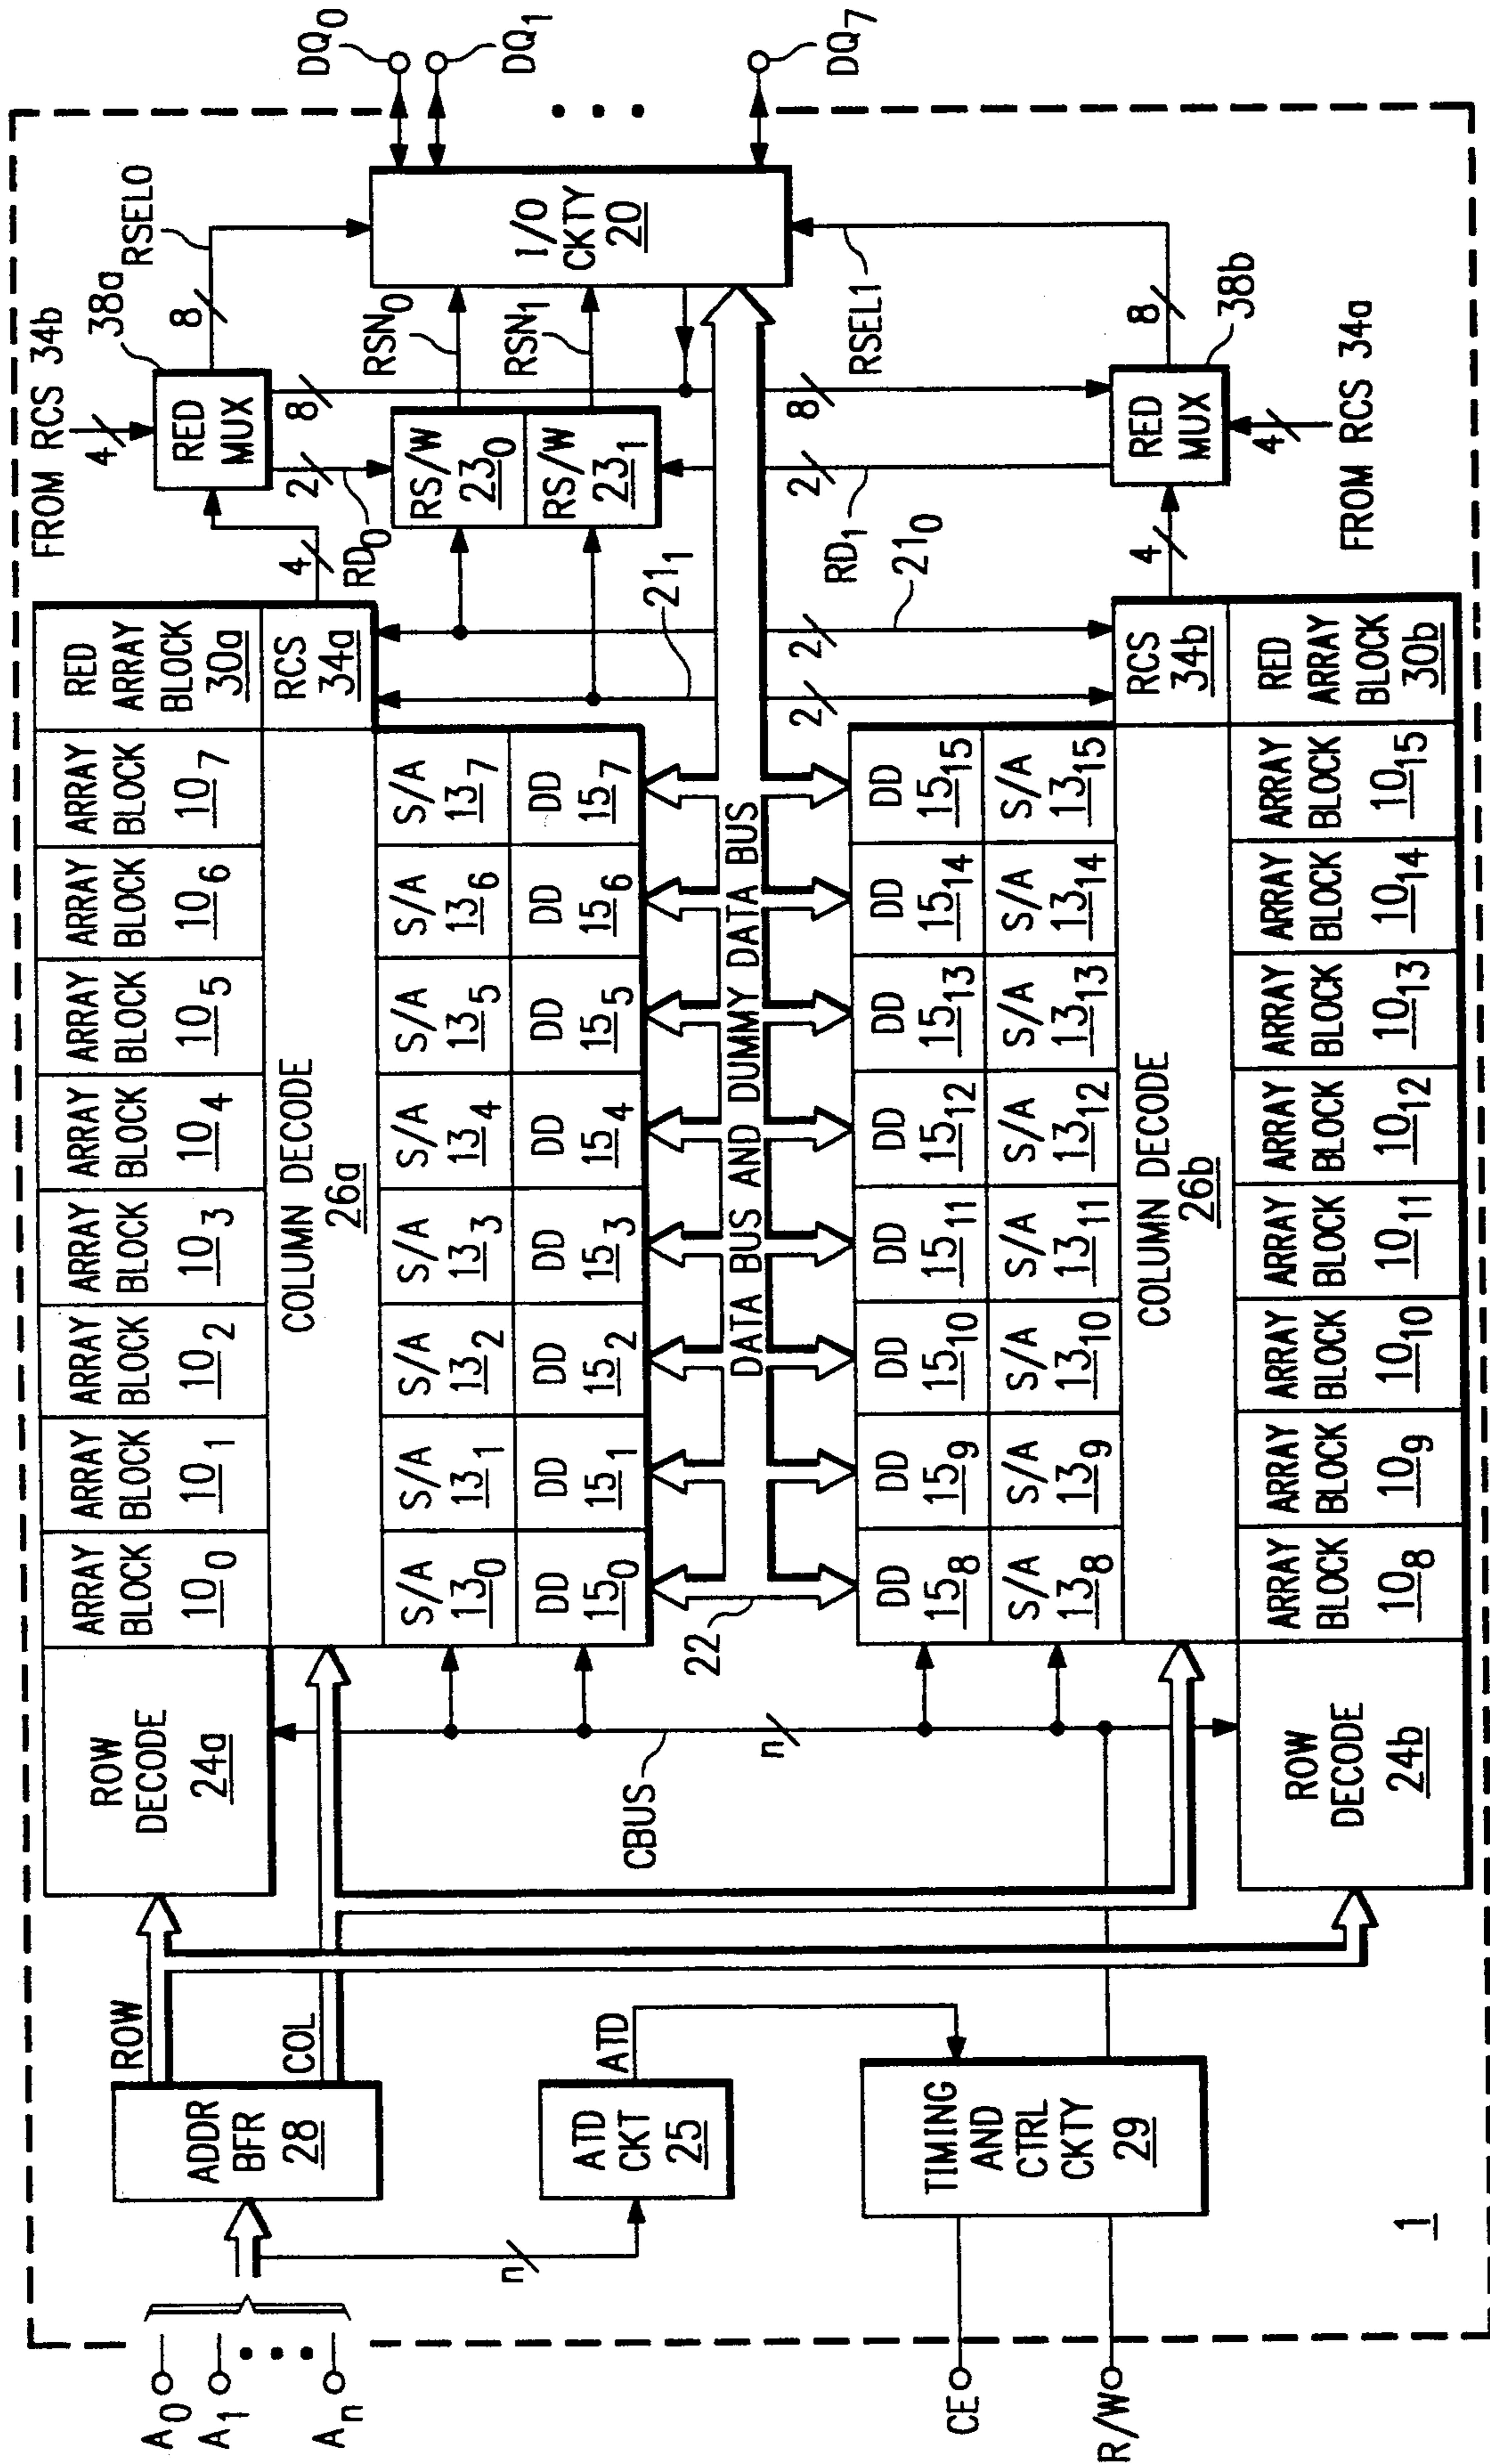 A0
A1
An
CE
R/W
n
ADDR
BFR
28
ROW
COL
ATD
CKT
25
ATD
TIMING
AND
CTRL
CKTY
29
1
ROW
DECODE
24a
CBUS
n
ROW
DECODE
24b
ARRAY
BLOCK
100
ARRAY
BLOCK
101
ARRAY
BLOCK
102
ARRAY
BLOCK
103
ARRAY
BLOCK
104
ARRAY
BLOCK
105
ARRAY
BLOCK
106
ARRAY
BLOCK
107
RED
ARRAY
BLOCK
30a
COLUMN DECODE
26a
RCS
34a
S/A
130
S/A
131
S/A
132
S/A
133
S/A
134
S/A
135
S/A
136
S/A
137
DD
150
DD
151
DD
152
DD
153
DD
154
DD
155
DD
156
DD
157
22
DATA BUS AND DUMMY DATA BUS
DD
158
DD
159
DD
1510
DD
1511
DD
1512
DD
1513
DD
1514
DD
1515
S/A
138
S/A
139
S/A
1310
S/A
1311
S/A
1312
S/A
1313
S/A
1314
S/A
1315
COLUMN DECODE
26b
RCS
34b
ARRAY
BLOCK
108
ARRAY
BLOCK
109
ARRAY
BLOCK
1010
ARRAY
BLOCK
1011
ARRAY
BLOCK
1012
ARRAY
BLOCK
1013
ARRAY
BLOCK
1014
ARRAY
BLOCK
1015
RED
ARRAY
BLOCK
30b
FROM RCS 34b
4
RED
MUX
38a
8
RSEL0
4
2
RD0
8
211
RS/W
230
RS/W
231
RSN0
RSN1
I/O
CKTY
20
DQ0
DQ1
DQ7
2
2
210
2
RD1
8
RSEL1
4
RED
MUX
38b
8
4
FROM RCS 34a